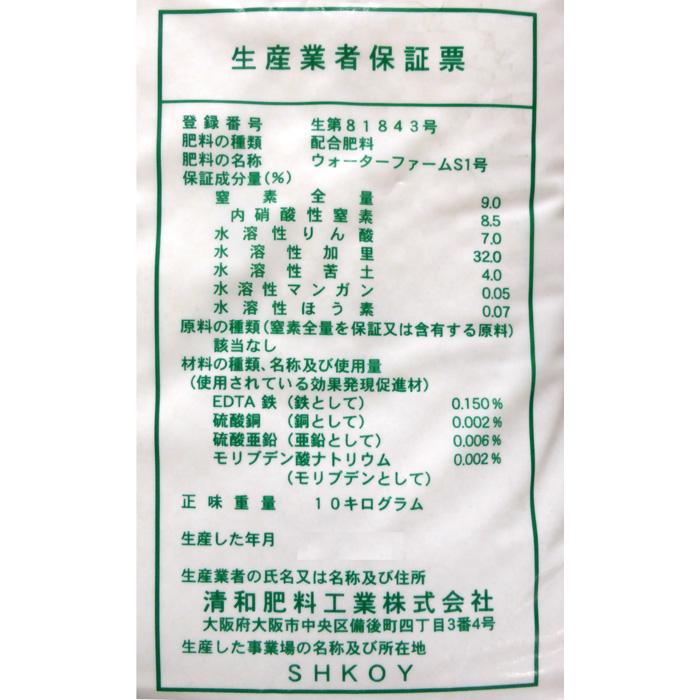 生産業者保証票
登録番号 生第81843号
肥料の種類 配合肥料
肥料の名称 ウォーターファームS1号
保証成分量(%)
窒素全量 9.0
内硝酸性窒素 8.5
水溶性りん酸 7.0
水溶性加里 32.0
水溶性苦土 4.0
水溶性マンガン 0.05
水溶性ほう素 0.07
原料の種類(窒素全量を保証又は含有する原料)
該当なし
材料の種類、名称及び使用量
(使用されている効果発現促進材)
EDTA 鉄 (鉄として) 0.150%
硫酸銅 (銅として) 0.002%
硫酸亜鉛 (亜鉛として) 0.006%
モリブデン酸ナトリウム 0.002%
(モリブデンとして)
正味重量 10キログラム
生産した年月
生産業者の氏名又は名称及び住所
清和肥料工業株式会社
大阪府大阪市中央区備後町四丁目3番4号
生産した事業場の名称及び所在地
SHKOY